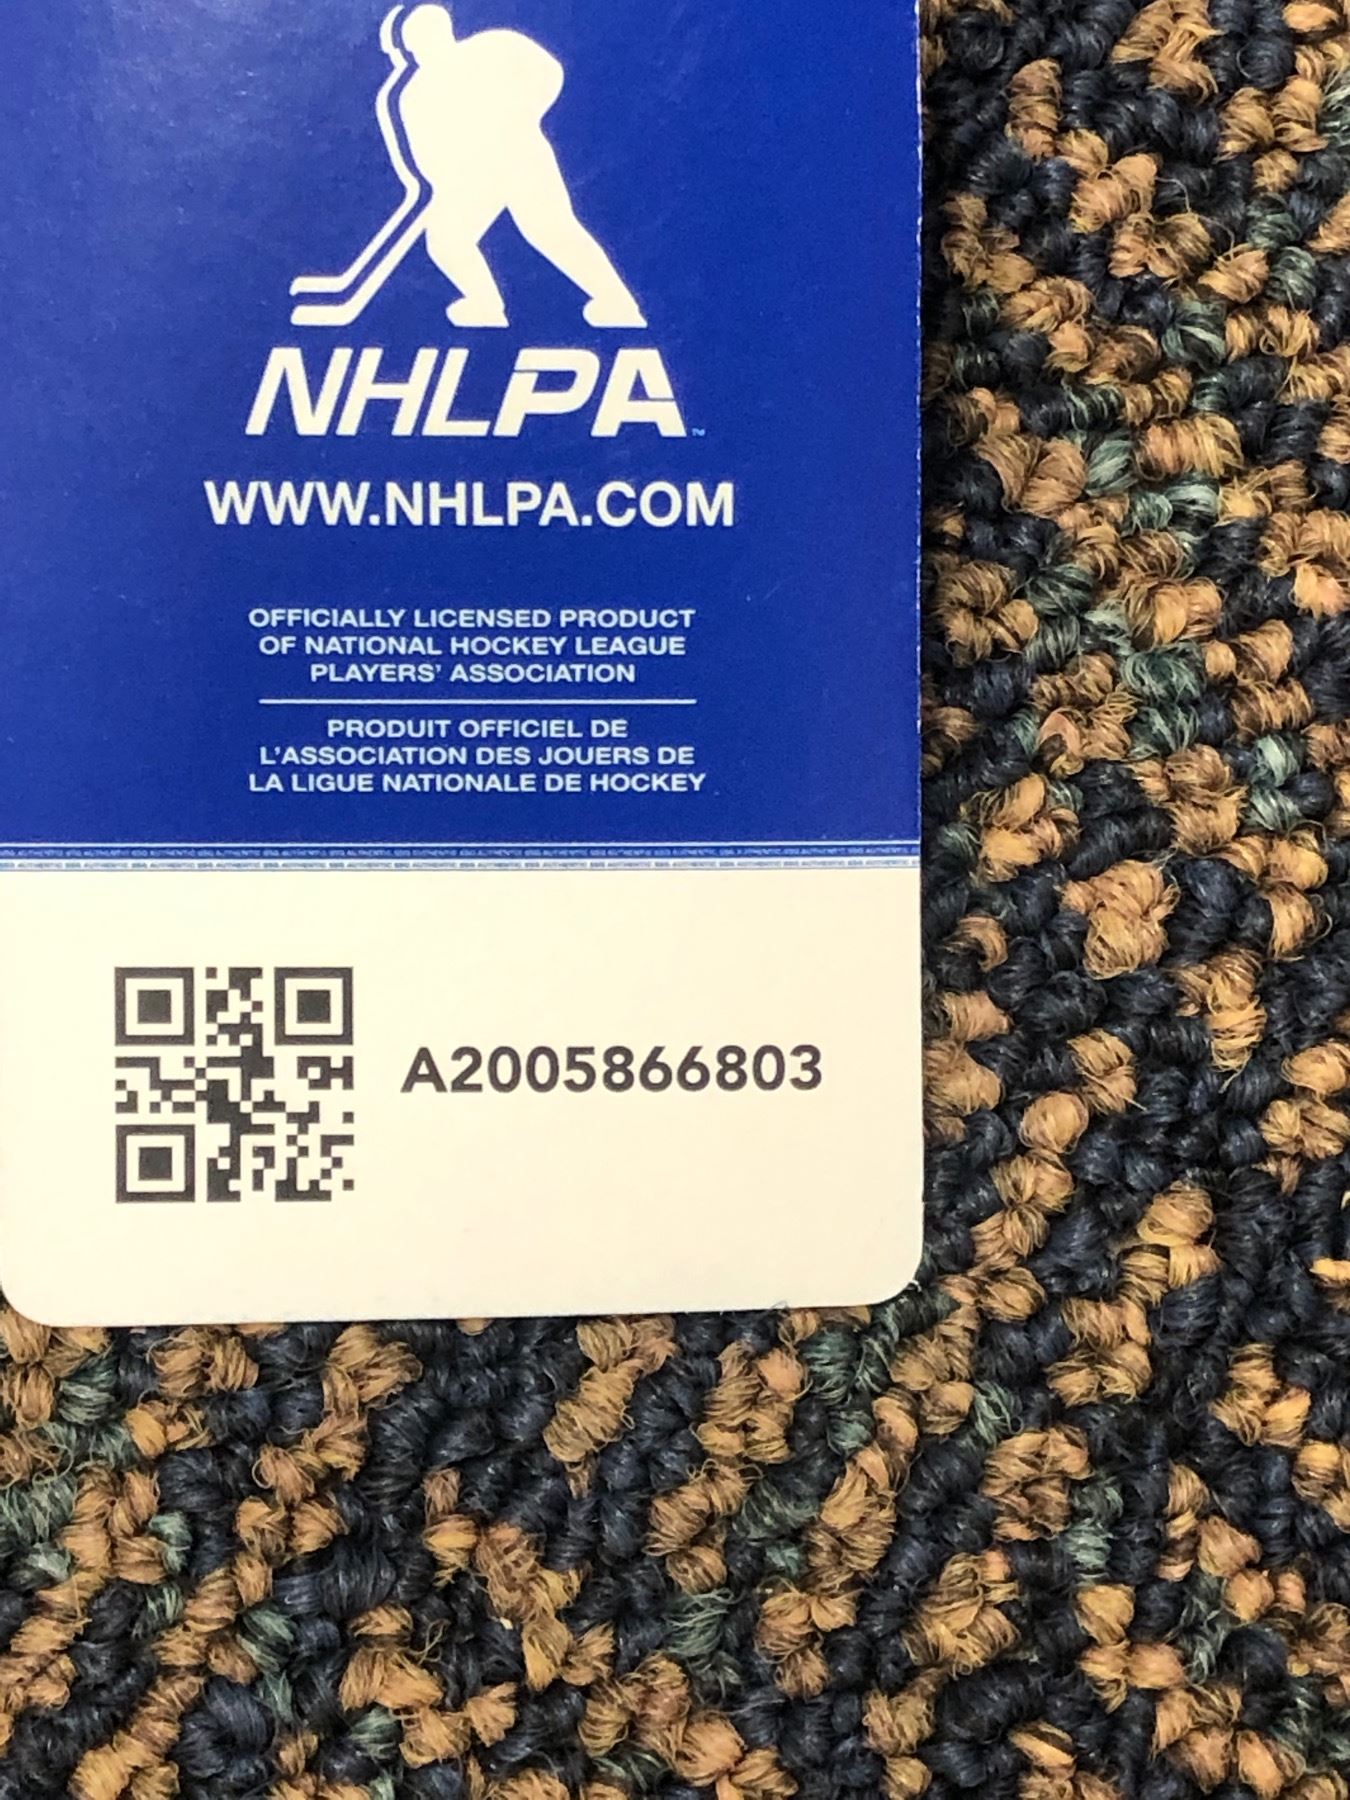 NHLPA™
WWW.NHLPA.COM
OFFICIALLY LICENSED PRODUCT
OF NATIONAL HOCKEY LEAGUE
PLAYERS' ASSOCIATION
PRODUIT OFFICIEL DE
L'ASSOCIATION DES JOUERS DE
LA LIGUE NATIONALE DE HOCKEY
A2005866803